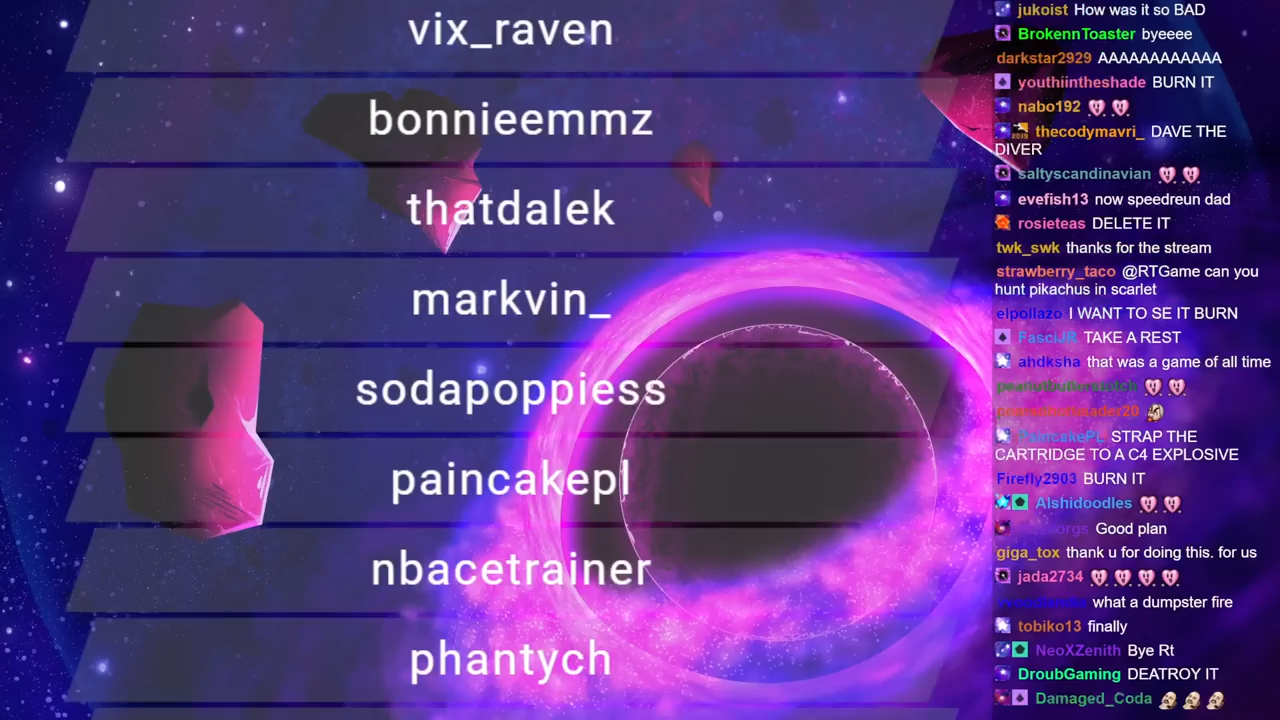 vix_raven
bonnieemmz
thatdalek
markvin_
sodapoppiess
paincakepl
nbacetrainer
phantych
jukoist How was it so BAD
BrokennToaster byeeee
darkstar2929 AAAAAAAAAAAA
youthiintheshade BURN IT
nabo192
thecodymavri_ DAVE THE
DIVER
saltyscandinavian
evefish13 now speedreun dad
rosieteas DELETE IT
twk_swk thanks for the stream
strawberry_taco @RTGame can you
hunt pikachus in scarlet
elpollazo I WANT TO SE IT BURN
TAKE A REST
ahdksha that was a game of all time
PaincakePL STRAP THE
CARTRIDGE TO A C4 EXPLOSIVE
Firefly2903 BURN IT
Alshidoodles
Good plan
giga_tox thank u for doing this. for us
jada2734
what a dumpster fire
tobiko13 finally
NeoXZenith Bye Rt
DroubGaming DEATROY IT
Damaged_Coda